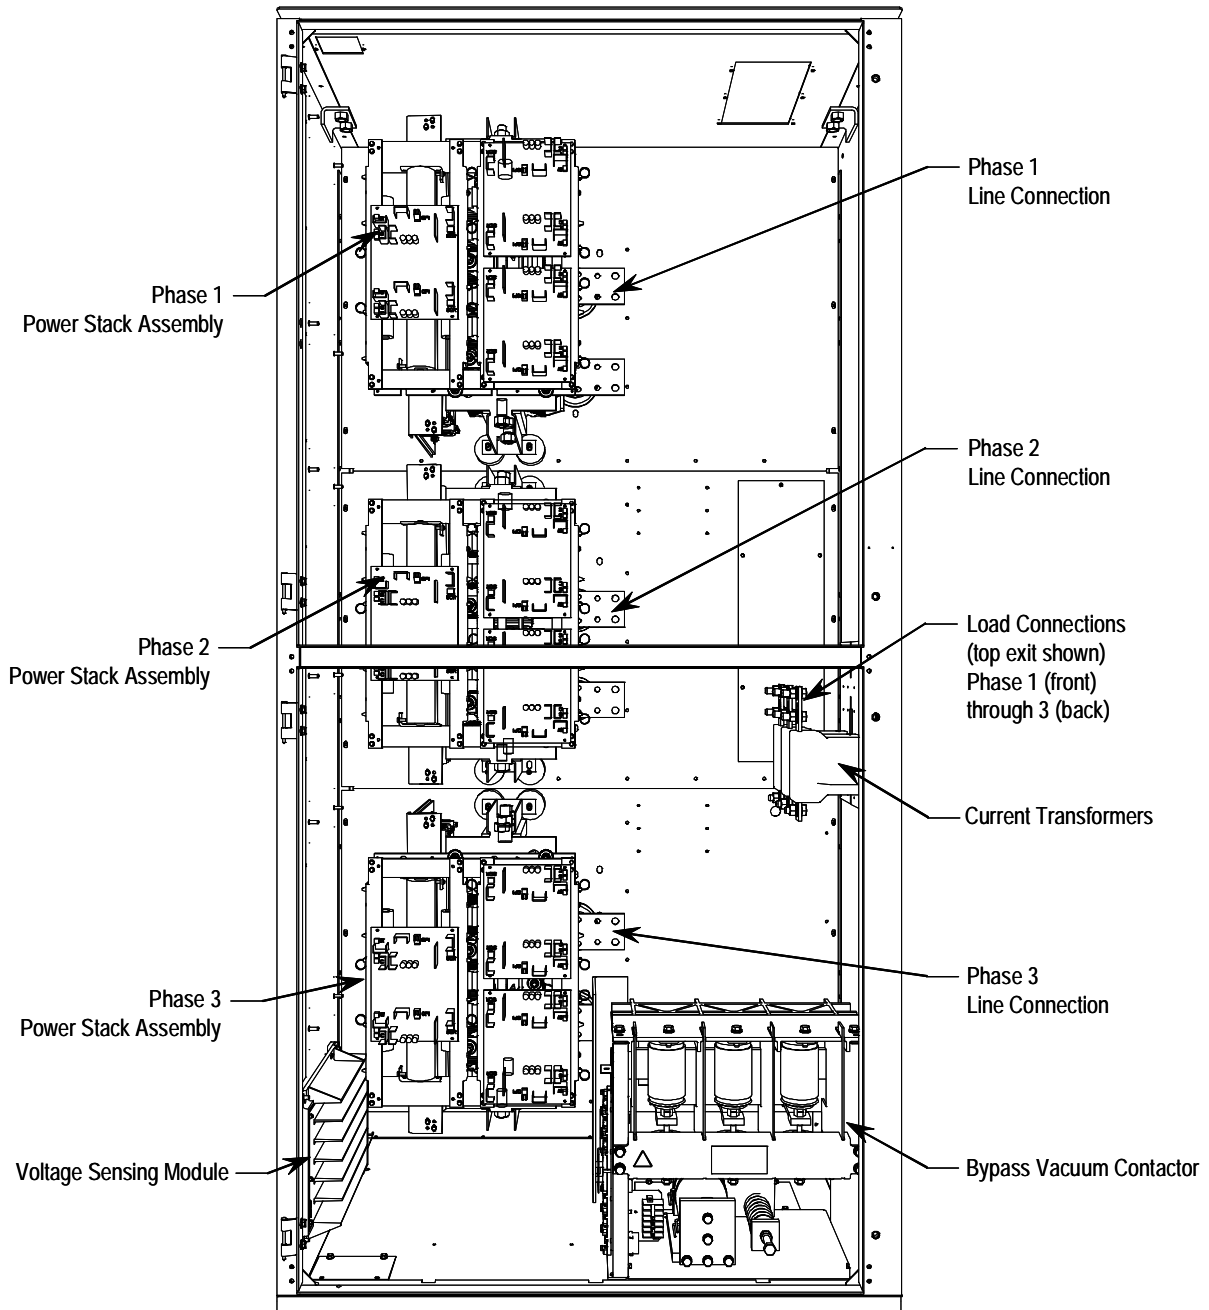 Phase 1
Line Connection
Phase 1
Power Stack Assembly
Phase 2
Line Connection
Phase 2
Power Stack Assembly
Load Connections
(top exit shown)
Phase 1 (front)
through 3 (back)
Current Transformers
Phase 3
Line Connection
Phase 3
Power Stack Assembly
Voltage Sensing Module
Bypass Vacuum Contactor